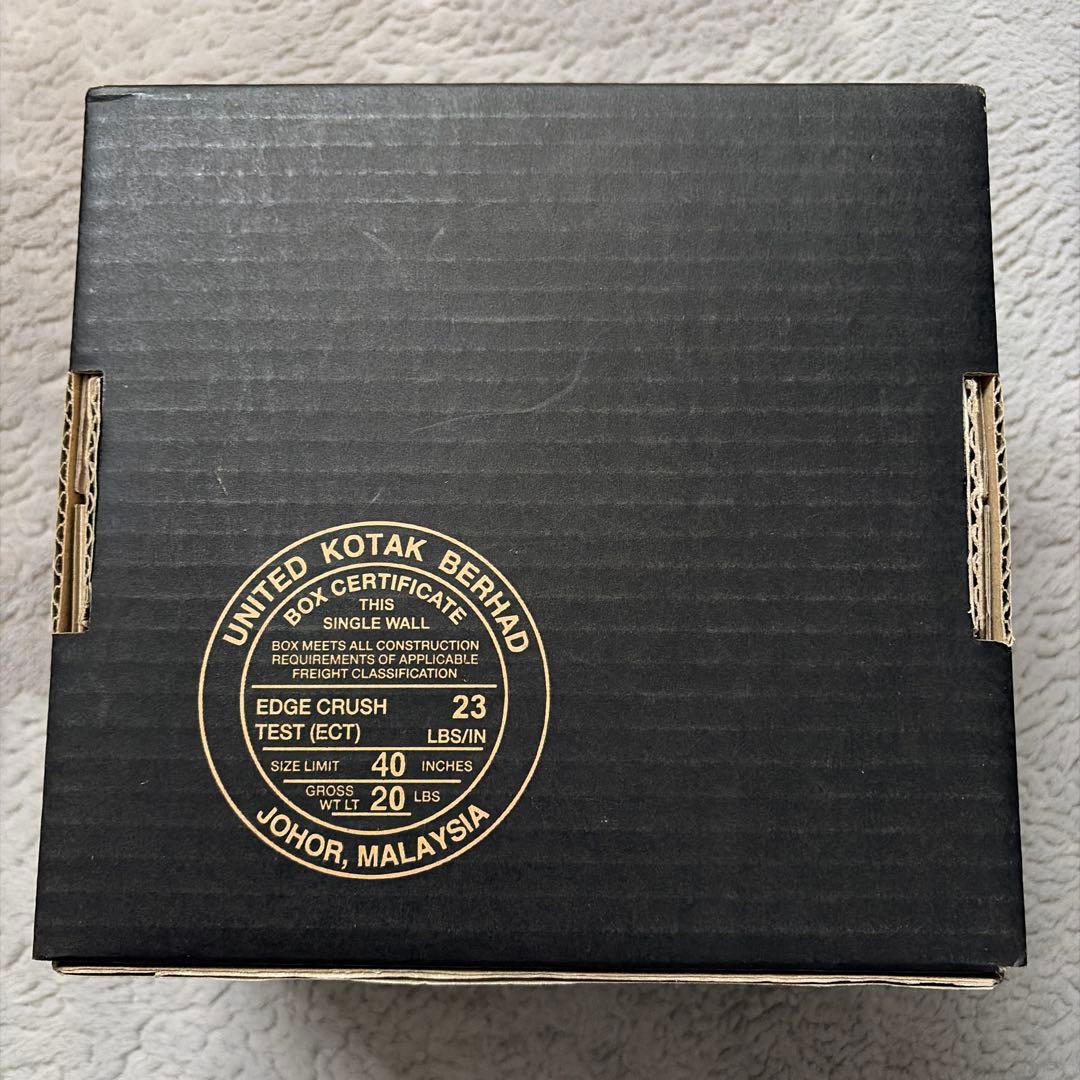 UNITED KOTAK BERHAD
BOX CERTIFICATE
THIS
SINGLE WALL
BOX MEETS ALL CONSTRUCTION
REQUIREMENTS OF APPLICABLE
FREIGHT CLASSIFICATION
EDGE CRUSH 23
TEST (ECT) LBS/IN
SIZE LIMIT 40 INCHES
GROSS
WT LT 20 LBS
JOHOR, MALAYSIA